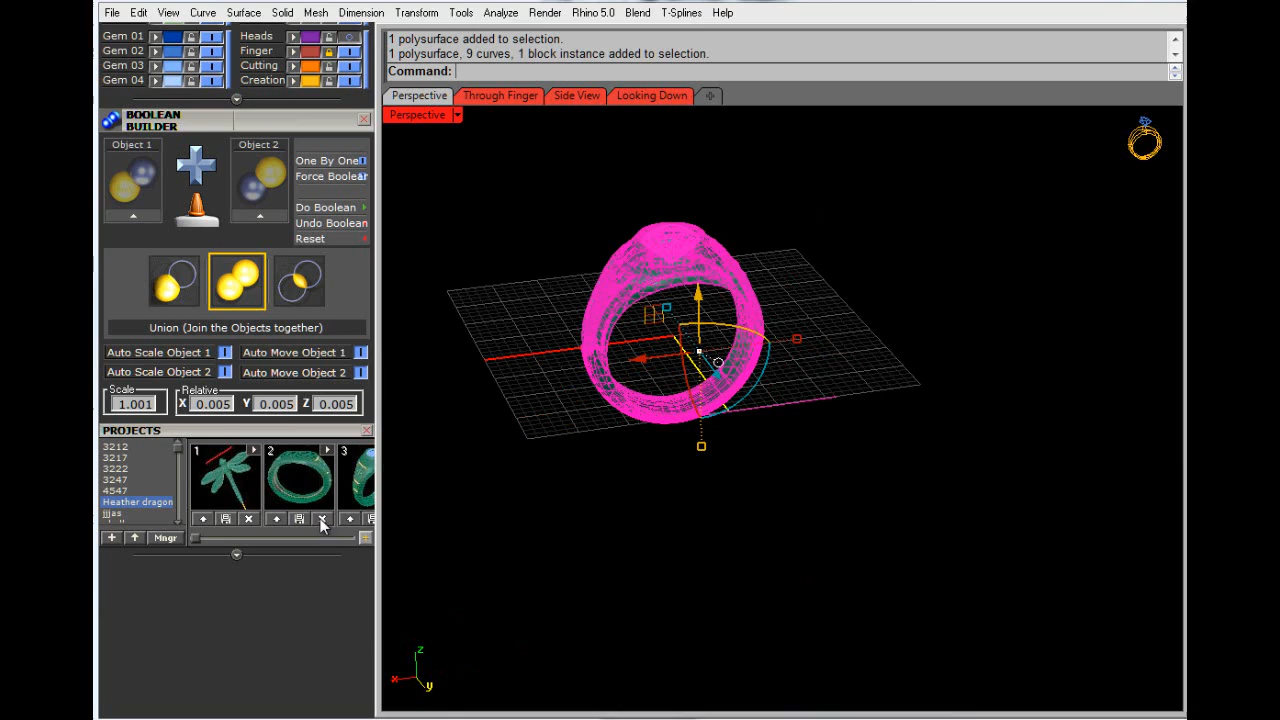 File Edit View Curve Surface Solid Mesh Dimension Transform Tools Analyze Render Rhino 5.0 Blend T-Splines Help
Gem 01 Heads
Gem 02 Finger
Gem 03 Cutting
Gem 04 Creation
1 polysurface added to selection.
1 polysurface, 9 curves, 1 block instance added to selection.
Command:
Perspective Through Finger Side View Looking Down
Perspective
BOOLEAN
BUILDER
Object 1 Object 2
One By One
Force Boolean
Do Boolean
Undo Boolean
Reset
Union (Join the Objects together)
Auto Scale Object 1 Auto Move Object 1
Auto Scale Object 2 Auto Move Object 2
Scale Relative
1.001 X 0.005 Y 0.005 Z 0.005
PROJECTS
3212
3217
3222
3247
4547
Heather dragon
1 2 3
Mngr
z
x
y